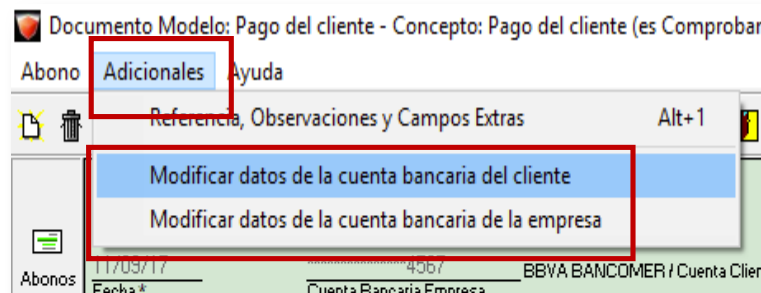 Documento Modelo: Pago del cliente - Concepto: Pago del cliente (es Comprobar
Abono Adicionales Ayuda
Referencia, Observaciones y Campos Extras Alt+1
Modificar datos de la cuenta bancaria del cliente
Modificar datos de la cuenta bancaria de la empresa
11/09/17 ****************4567 BBVA BANCOMER / Cuenta Clien
Abonos Fecha* Cuenta Bancaria Empresa